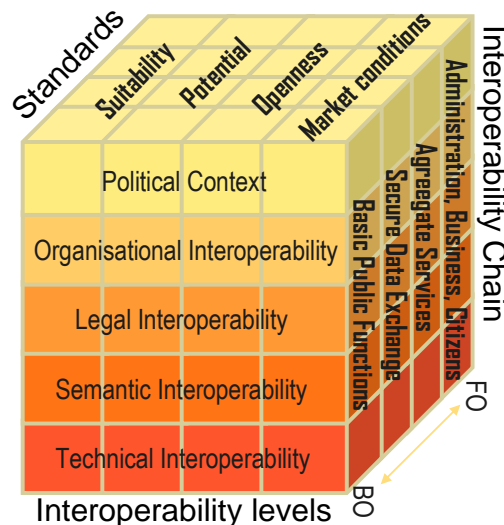 Standards
Suitability
Potential
Openness
Market conditions
Interoperability Chain
Political Context
Organisational Interoperability
Legal Interoperability
Semantic Interoperability
Technical Interoperability
Basic Public Functions
Secure Data Exchange
Agreegate Services
Administration, Business, Citizens
BO
FO
Interoperability levels